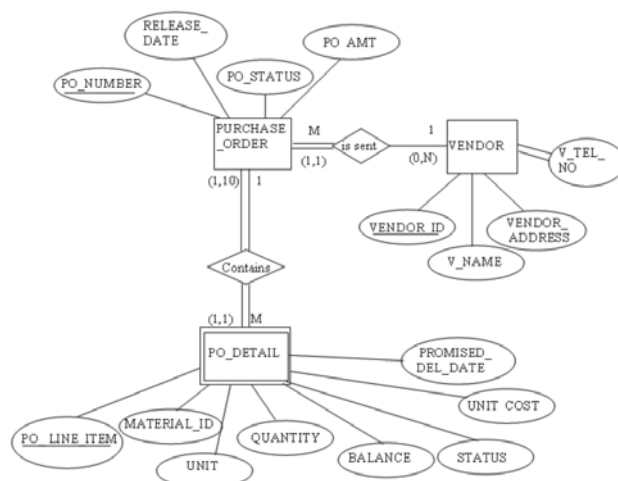 RELEASE_
DATE
PO AMT
PO_STATUS
PO_NUMBER
PURCHASE
_ORDER
M
(1,1)
is sent
1
(0,N)
VENDOR
V_TEL_
NO
(1,10)
1
VENDOR ID
VENDOR_
ADDRESS
V_NAME
Contains
(1,1)
M
PO_DETAIL
PROMISED_
DEL_DATE
UNIT COST
MATERIAL_ID
QUANTITY
PO_LINE_ITEM
UNIT
BALANCE
STATUS